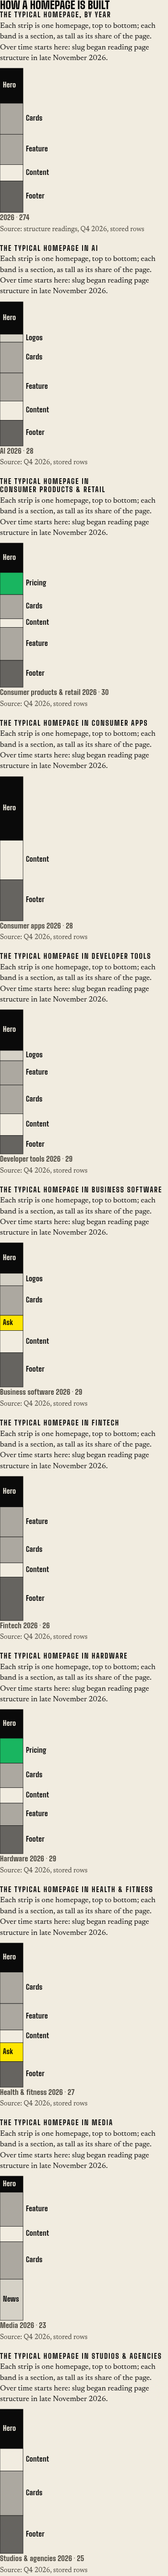 HOW A HOMEPAGE IS BUILT
THE TYPICAL HOMEPAGE, BY YEAR
Each strip is one homepage, top to bottom; each
band is a section, as tall as its share of the page.
Over time starts here: slug began reading page
structure in late November 2026.
Hero
Cards
Feature
Content
Footer
2026 · 274
Source: structure readings, Q4 2026, stored rows
THE TYPICAL HOMEPAGE IN AI
Each strip is one homepage, top to bottom; each
band is a section, as tall as its share of the page.
Over time starts here: slug began reading page
structure in late November 2026.
Hero
Logos
Cards
Feature
Content
Footer
AI 2026 · 28
Source: Q4 2026, stored rows
THE TYPICAL HOMEPAGE IN
CONSUMER PRODUCTS & RETAIL
Each strip is one homepage, top to bottom; each
band is a section, as tall as its share of the page.
Over time starts here: slug began reading page
structure in late November 2026.
Hero
Pricing
Cards
Content
Feature
Footer
Consumer products & retail 2026 · 30
Source: Q4 2026, stored rows
THE TYPICAL HOMEPAGE IN CONSUMER APPS
Each strip is one homepage, top to bottom; each
band is a section, as tall as its share of the page.
Over time starts here: slug began reading page
structure in late November 2026.
Hero
Content
Footer
Consumer apps 2026 · 28
Source: Q4 2026, stored rows
THE TYPICAL HOMEPAGE IN DEVELOPER TOOLS
Each strip is one homepage, top to bottom; each
band is a section, as tall as its share of the page.
Over time starts here: slug began reading page
structure in late November 2026.
Hero
Logos
Feature
Cards
Content
Footer
Developer tools 2026 · 29
Source: Q4 2026, stored rows
THE TYPICAL HOMEPAGE IN BUSINESS SOFTWARE
Each strip is one homepage, top to bottom; each
band is a section, as tall as its share of the page.
Over time starts here: slug began reading page
structure in late November 2026.
Hero
Logos
Cards
Ask
Content
Footer
Business software 2026 · 29
Source: Q4 2026, stored rows
THE TYPICAL HOMEPAGE IN FINTECH
Each strip is one homepage, top to bottom; each
band is a section, as tall as its share of the page.
Over time starts here: slug began reading page
structure in late November 2026.
Hero
Feature
Cards
Content
Footer
Fintech 2026 · 26
Source: Q4 2026, stored rows
THE TYPICAL HOMEPAGE IN HARDWARE
Each strip is one homepage, top to bottom; each
band is a section, as tall as its share of the page.
Over time starts here: slug began reading page
structure in late November 2026.
Hero
Pricing
Cards
Content
Feature
Footer
Hardware 2026 · 29
Source: Q4 2026, stored rows
THE TYPICAL HOMEPAGE IN HEALTH & FITNESS
Each strip is one homepage, top to bottom; each
band is a section, as tall as its share of the page.
Over time starts here: slug began reading page
structure in late November 2026.
Hero
Cards
Feature
Content
Ask
Footer
Health & fitness 2026 · 27
Source: Q4 2026, stored rows
THE TYPICAL HOMEPAGE IN MEDIA
Each strip is one homepage, top to bottom; each
band is a section, as tall as its share of the page.
Over time starts here: slug began reading page
structure in late November 2026.
Hero
Feature
Content
Cards
News
Media 2026 · 23
Source: Q4 2026, stored rows
THE TYPICAL HOMEPAGE IN STUDIOS & AGENCIES
Each strip is one homepage, top to bottom; each
band is a section, as tall as its share of the page.
Over time starts here: slug began reading page
structure in late November 2026.
Hero
Content
Cards
Footer
Studios & agencies 2026 · 25
Source: Q4 2026, stored rows